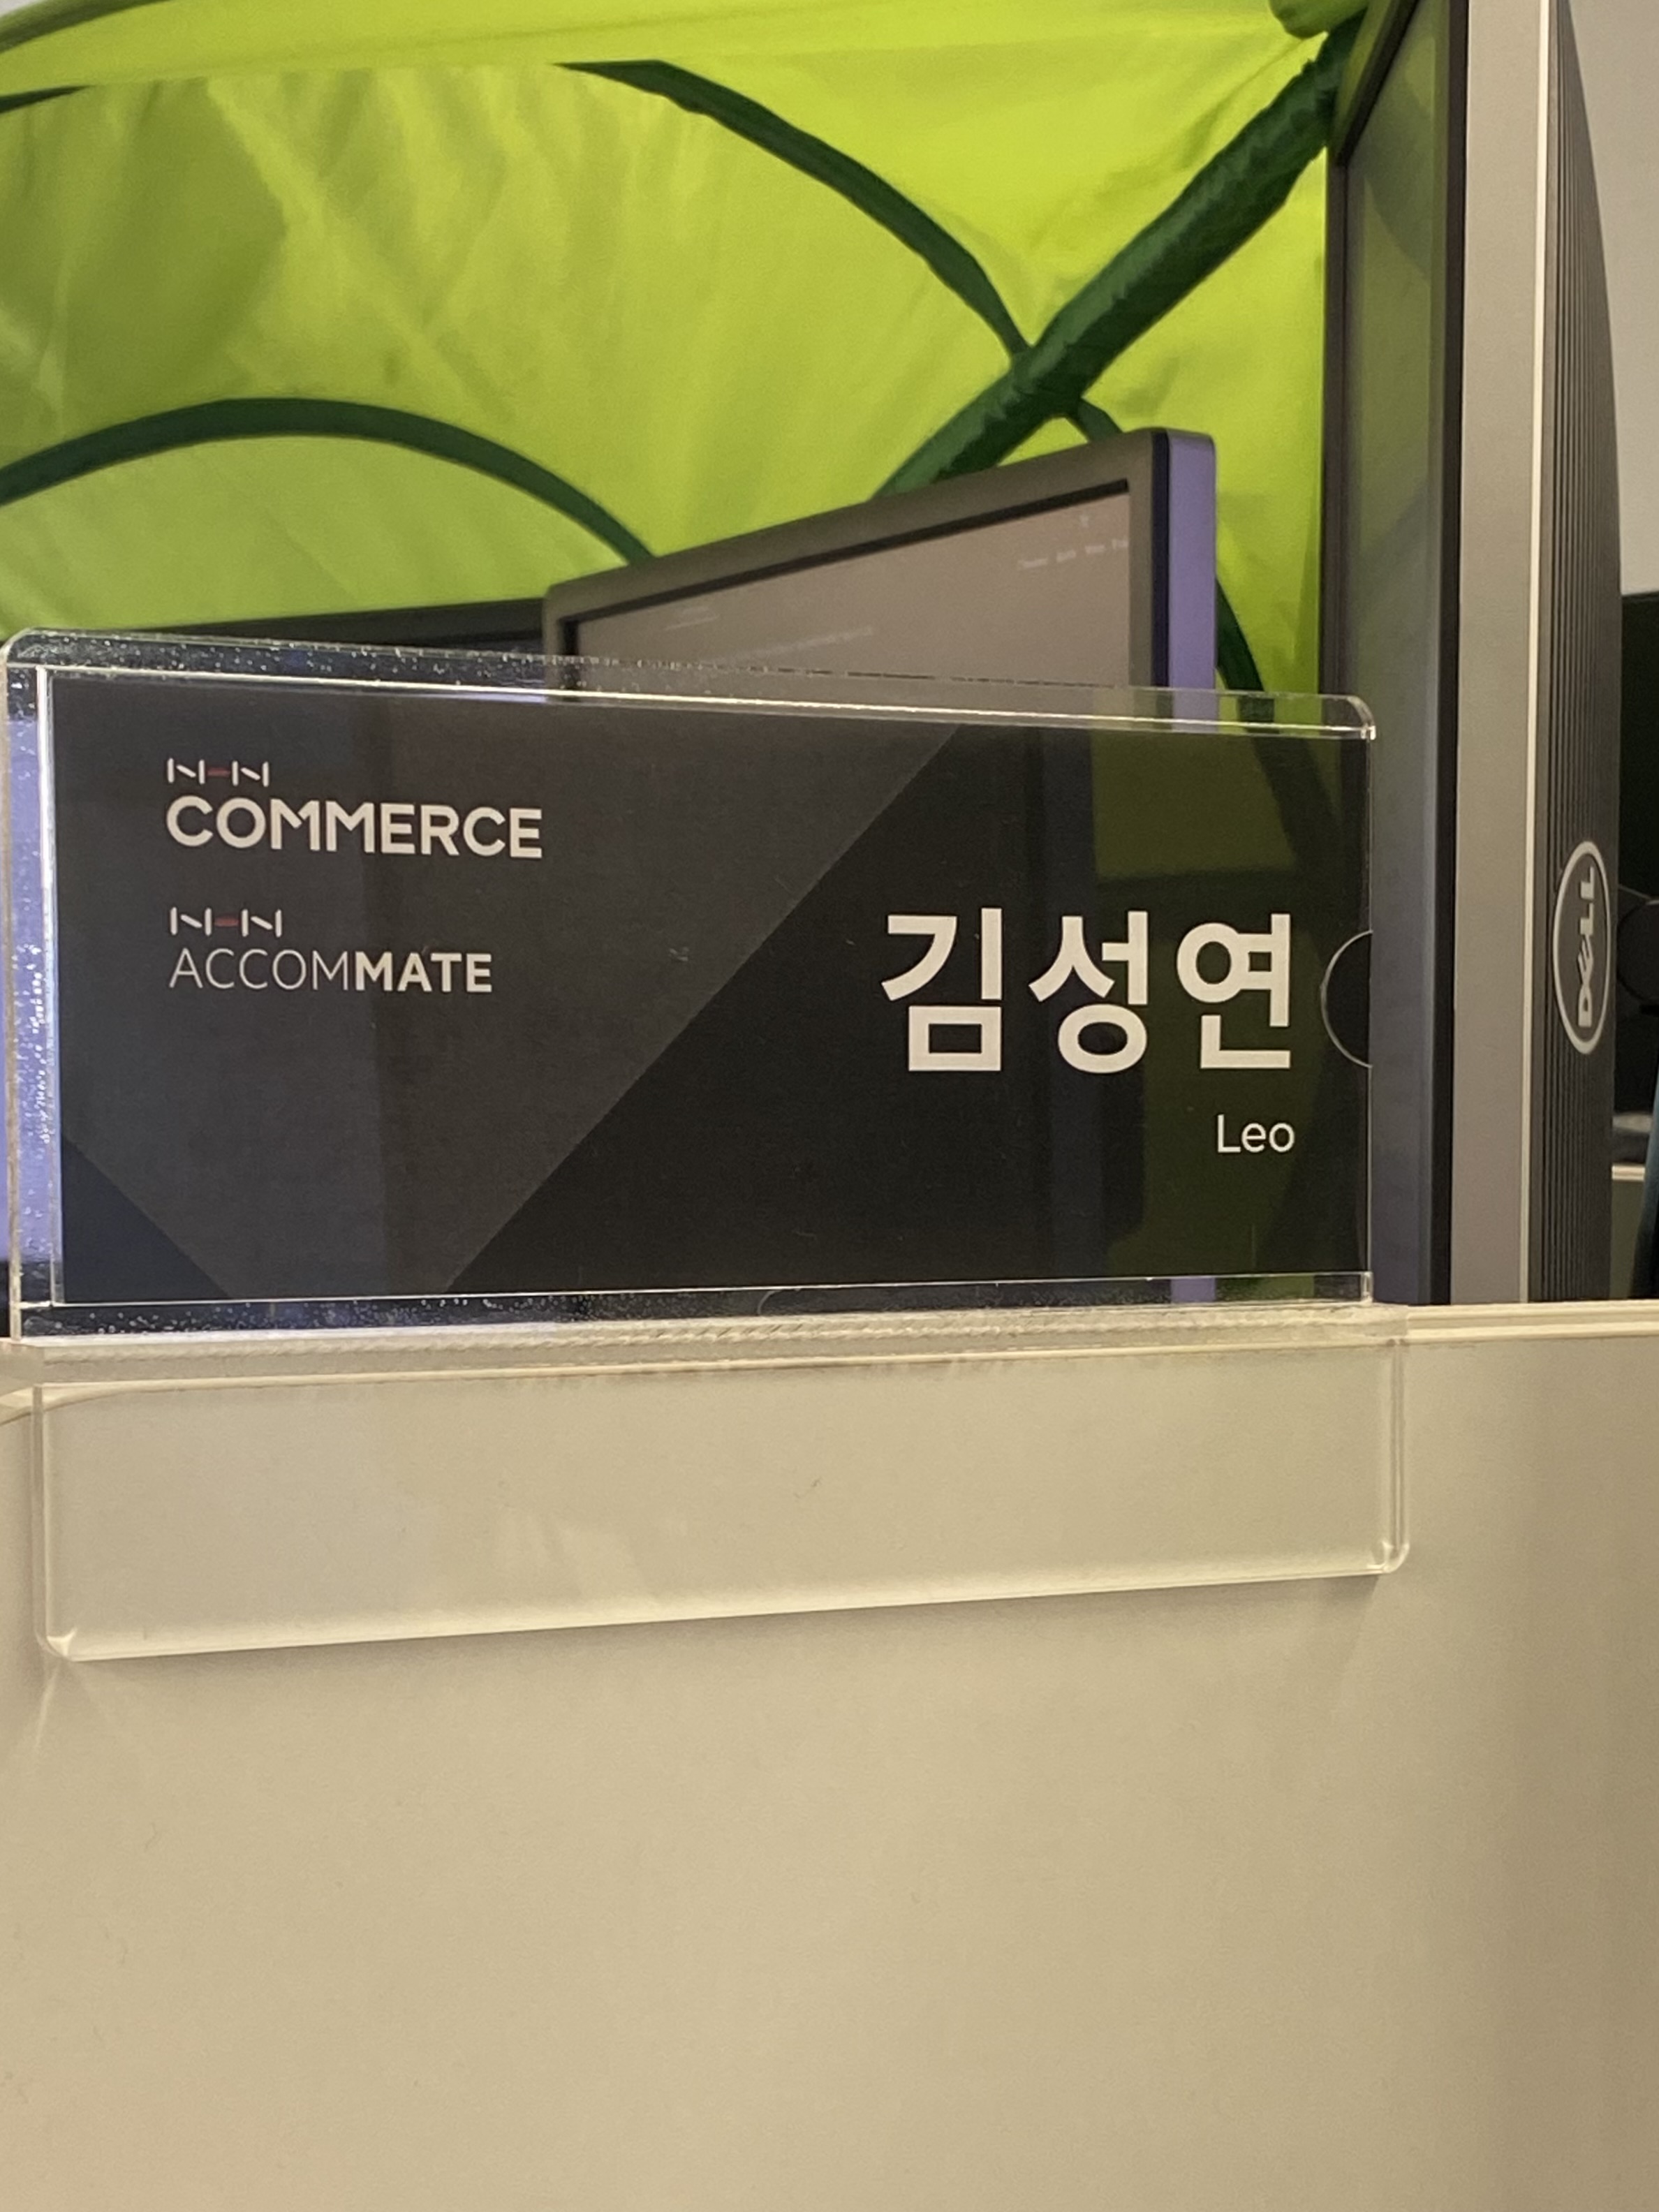 NHN
COMMERCE
NHN
ACCOMMATE
김성연
Leo
DELL